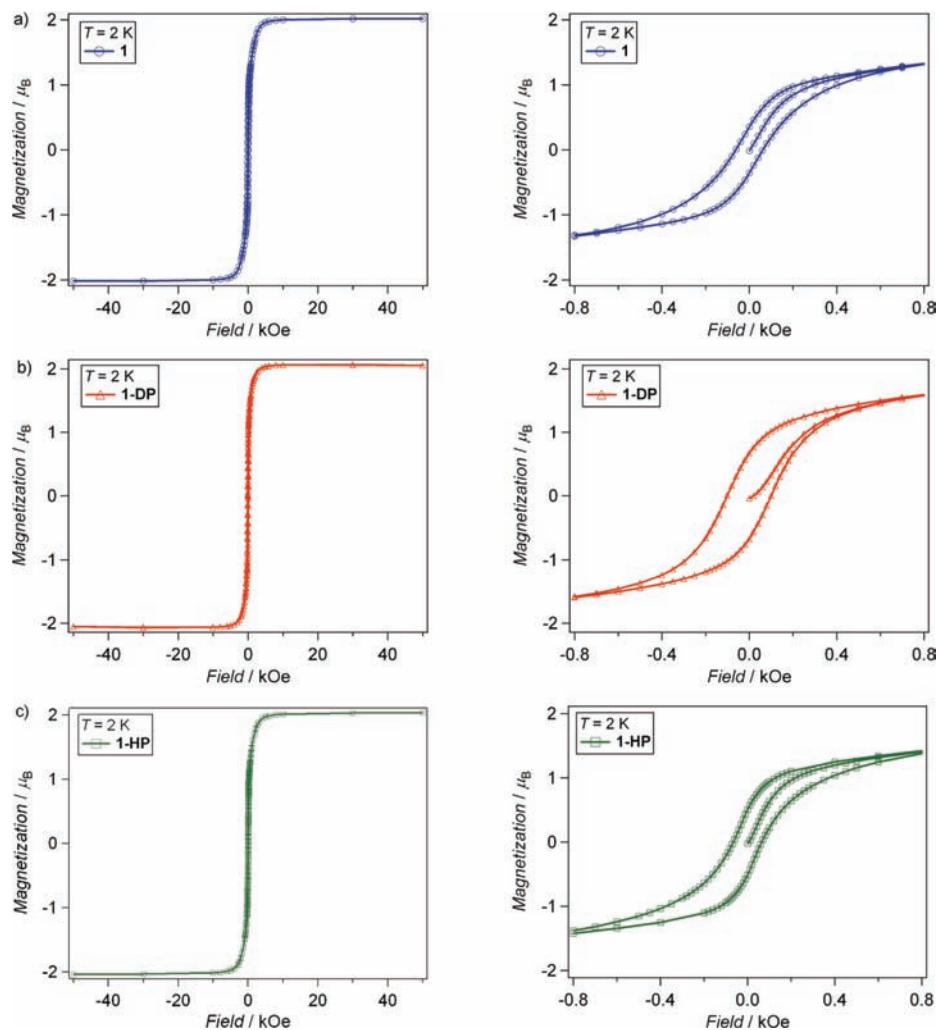 a)
2
1
0
-1
-2
Magnetization / μB
T = 2 K
1
-40 -20 0 20 40
Field / kOe
2
1
0
-1
-2
Magnetization / μB
T = 2 K
1
-0.8 -0.4 0.0 0.4 0.8
Field / kOe
b)
2
1
0
-1
-2
Magnetization / μB
T = 2 K
1-DP
-40 -20 0 20 40
Field / kOe
2
1
0
-1
-2
Magnetization / μB
T = 2 K
1-DP
-0.8 -0.4 0.0 0.4 0.8
Field / kOe
c)
2
1
0
-1
-2
Magnetization / μB
T = 2 K
1-HP
-40 -20 0 20 40
Field / kOe
2
1
0
-1
-2
Magnetization / μB
T = 2 K
1-HP
-0.8 -0.4 0.0 0.4 0.8
Field / kOe